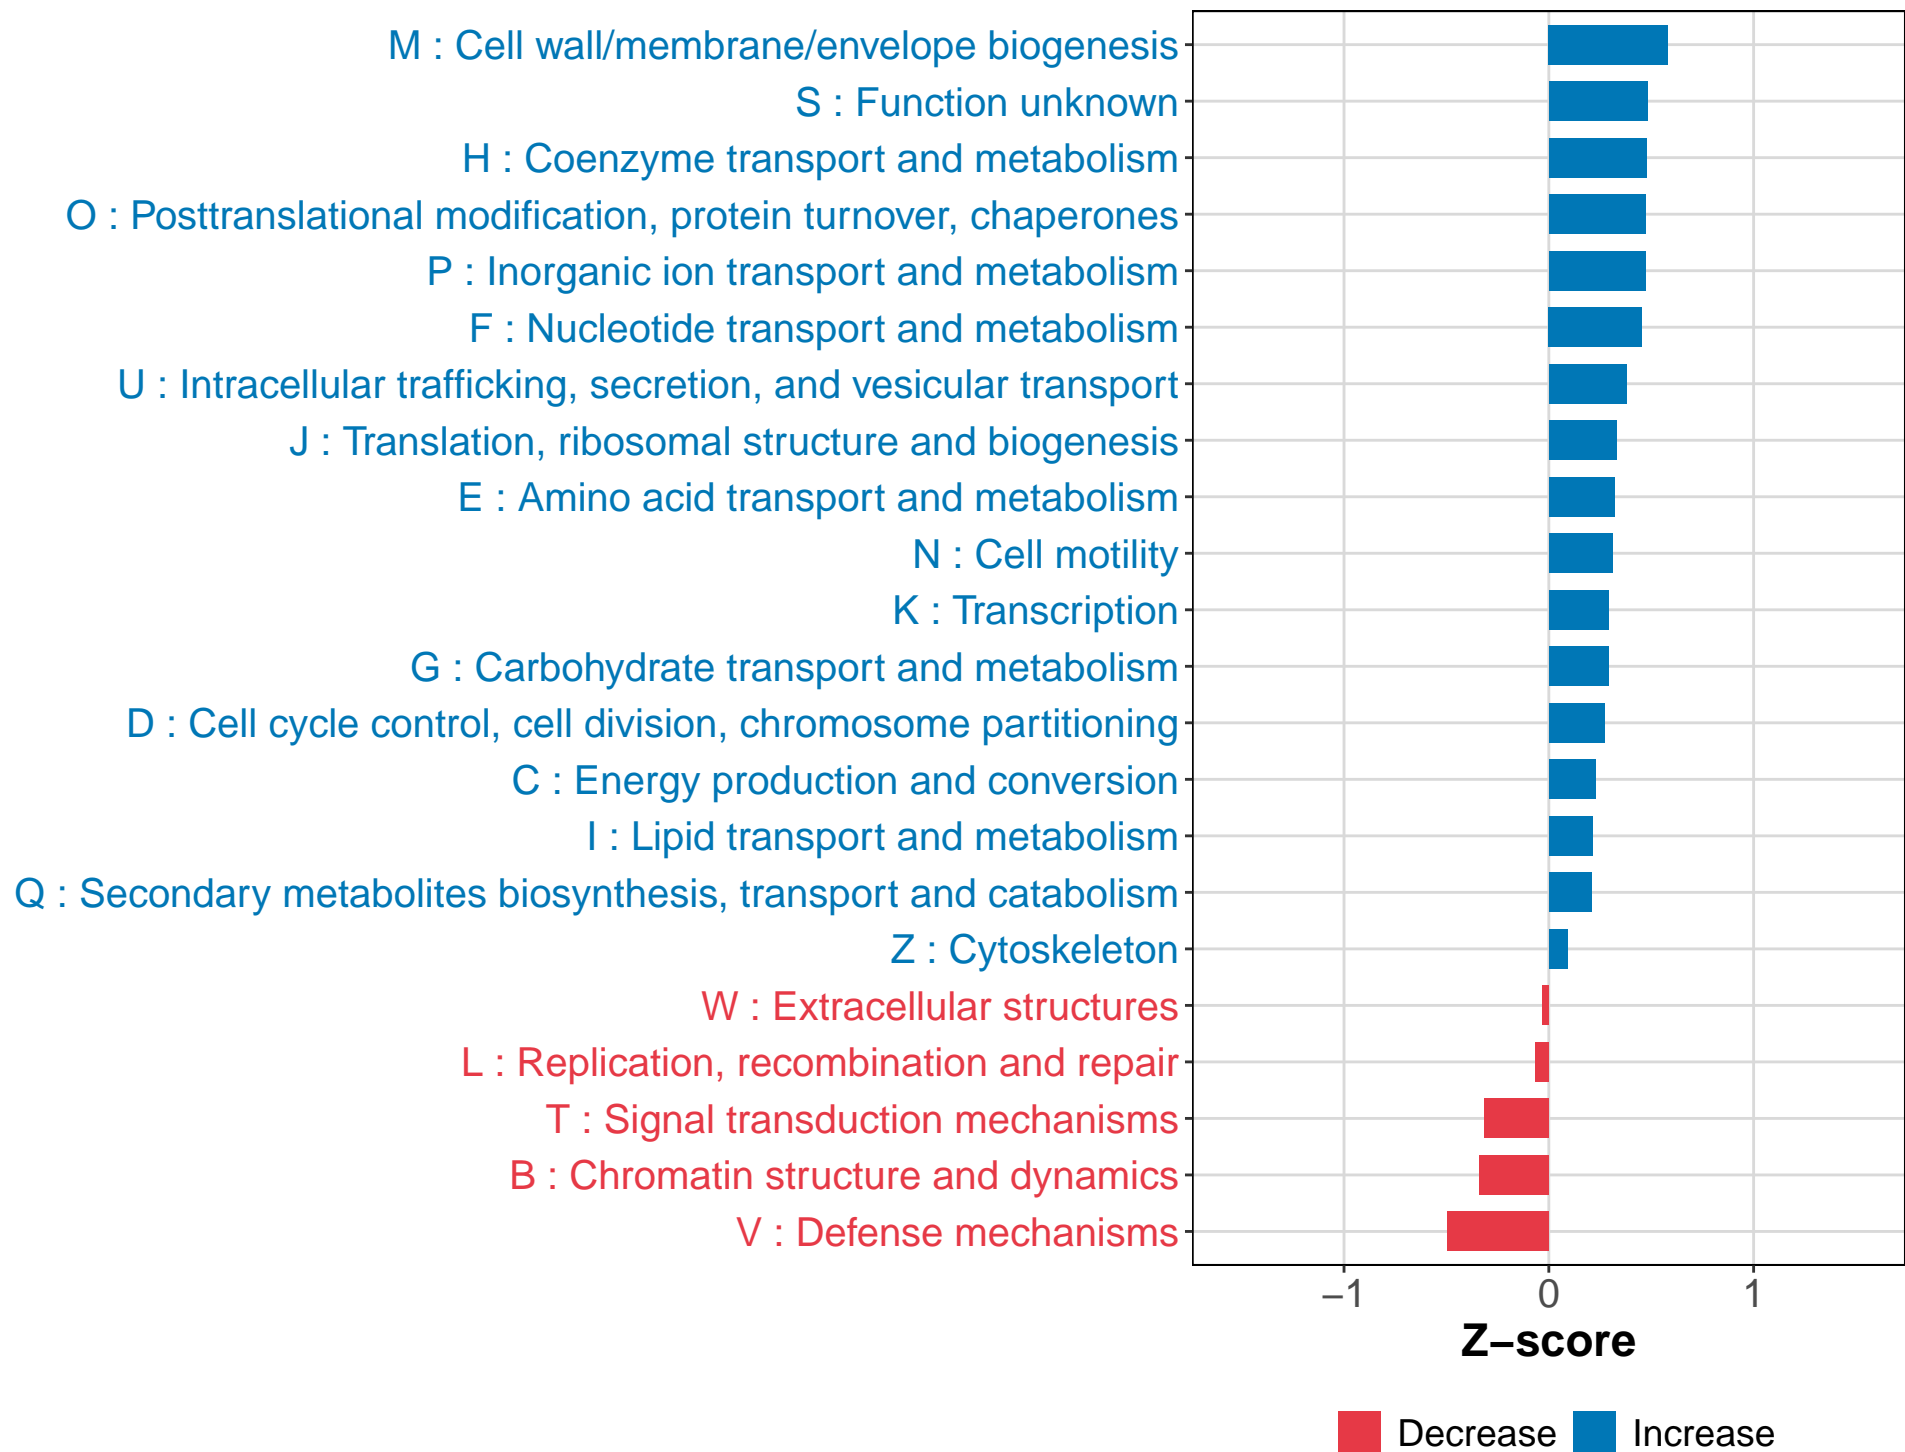 M : Cell wall/membrane/envelope biogenesis
S : Function unknown
H : Coenzyme transport and metabolism
O : Posttranslational modification, protein turnover, chaperones
P : Inorganic ion transport and metabolism
F : Nucleotide transport and metabolism
U : Intracellular trafficking, secretion, and vesicular transport
J : Translation, ribosomal structure and biogenesis
E : Amino acid transport and metabolism
N : Cell motility
K : Transcription
G : Carbohydrate transport and metabolism
D : Cell cycle control, cell division, chromosome partitioning
C : Energy production and conversion
I : Lipid transport and metabolism
Q : Secondary metabolites biosynthesis, transport and catabolism
Z : Cytoskeleton
W : Extracellular structures
L : Replication, recombination and repair
T : Signal transduction mechanisms
B : Chromatin structure and dynamics
V : Defense mechanisms
−1 0 1
Z−score
Decrease Increase